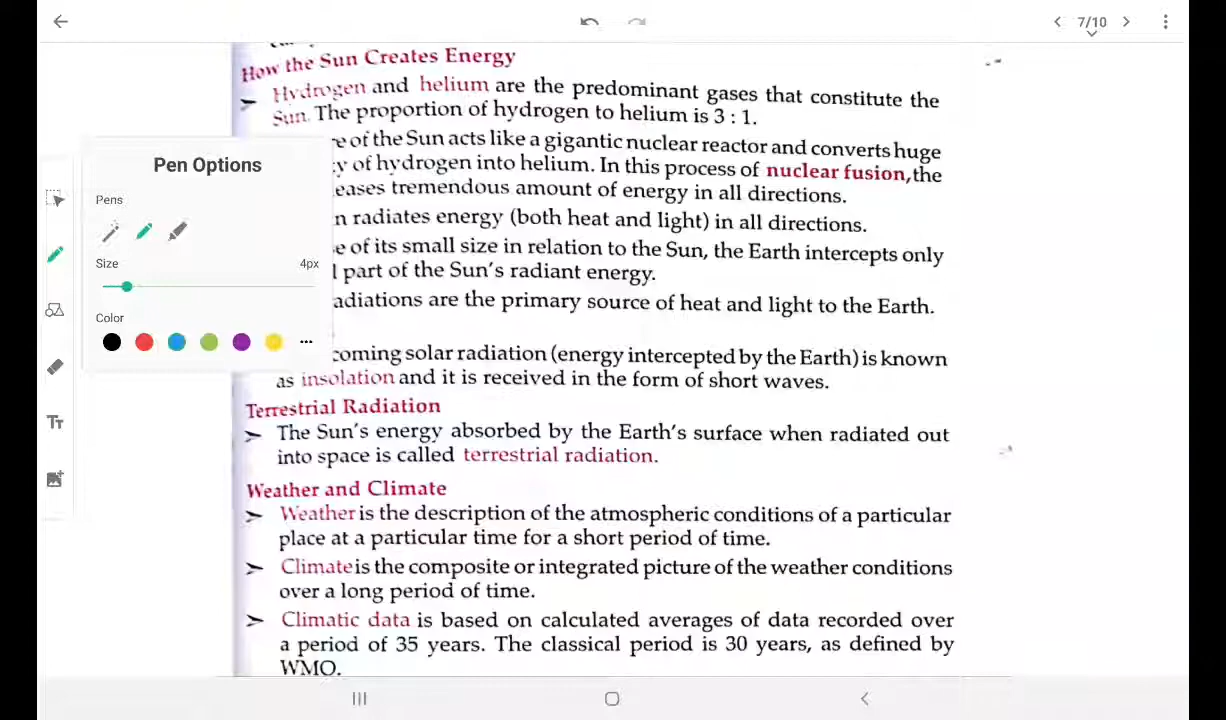 7/10
How the Sun Creates Energy
➢ Hydrogen and helium are the predominant gases that constitute the
Sun. The proportion of hydrogen to helium is 3 : 1.
e of the Sun acts like a gigantic nuclear reactor and converts huge
y of hydrogen into helium. In this process of nuclear fusion, the
eases tremendous amount of energy in all directions.
n radiates energy (both heat and light) in all directions.
e of its small size in relation to the Sun, the Earth intercepts only
l part of the Sun's radiant energy.
adiations are the primary source of heat and light to the Earth.
coming solar radiation (energy intercepted by the Earth) is known
as insolation and it is received in the form of short waves.
Terrestrial Radiation
➢ The Sun's energy absorbed by the Earth's surface when radiated out
into space is called terrestrial radiation.
Weather and Climate
➢ Weather is the description of the atmospheric conditions of a particular
place at a particular time for a short period of time.
➢ Climate is the composite or integrated picture of the weather conditions
over a long period of time.
➢ Climatic data is based on calculated averages of data recorded over
a period of 35 years. The classical period is 30 years, as defined by
WMO.
Pen Options
Pens
Size 4px
Color
Tт